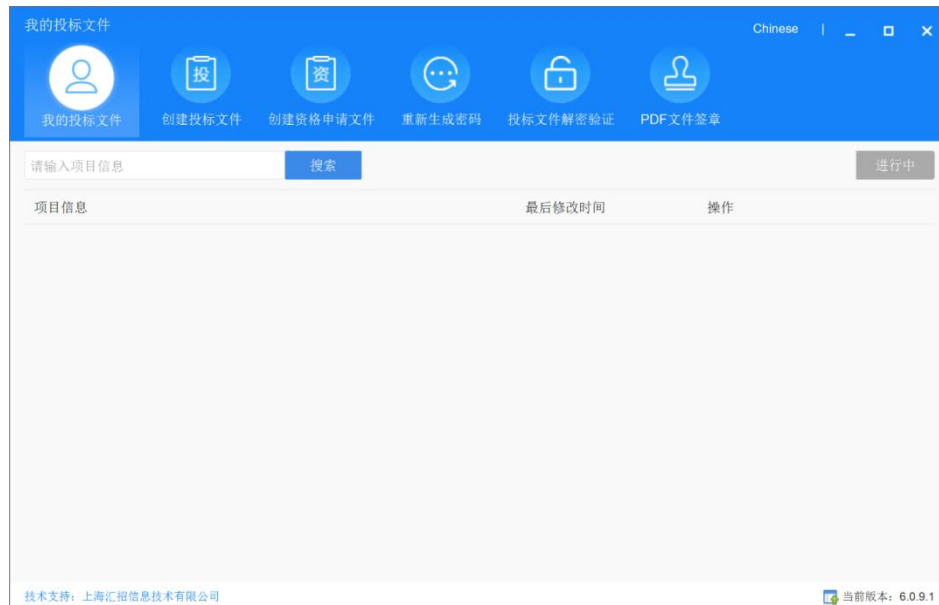 我的投标文件
Chinese |
投 资
我的投标文件 创建投标文件 创建资格申请文件 重新生成密码 投标文件解密验证 PDF文件签章
请输入项目信息 搜索 进行中
项目信息 最后修改时间 操作
技术支持：上海汇招信息技术有限公司 当前版本：6.0.9.1